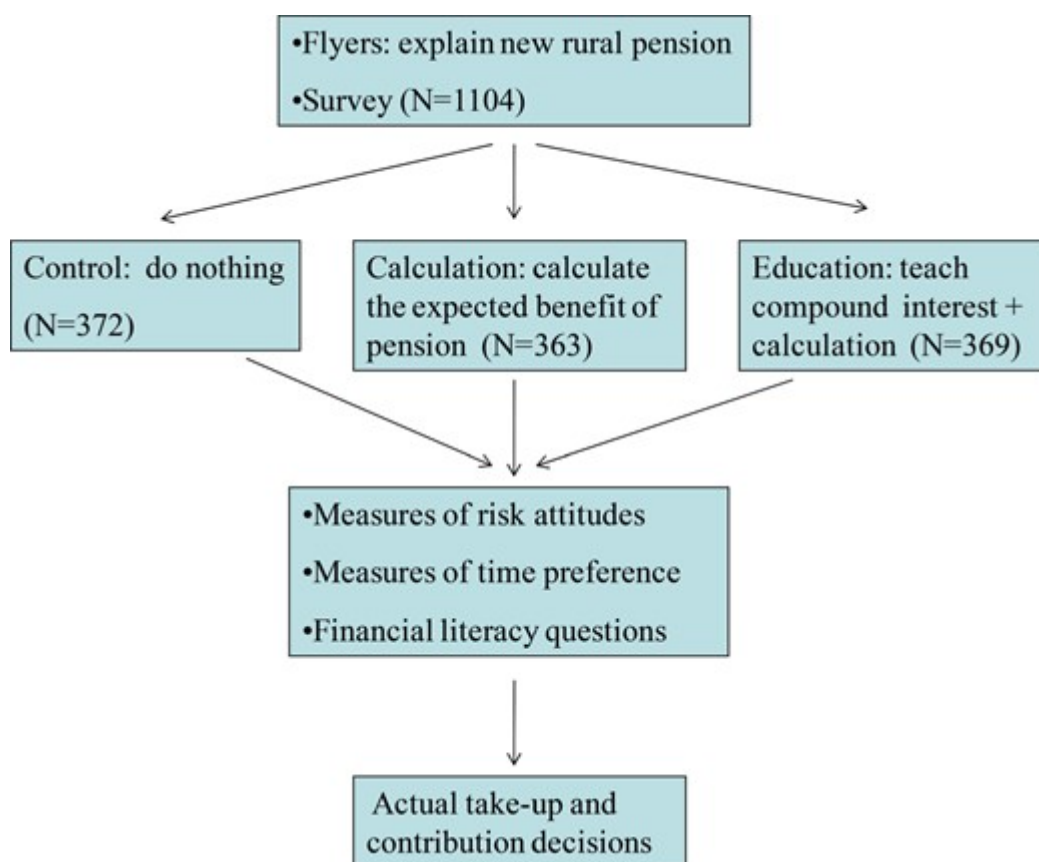 •Flyers: explain new rural pension
•Survey (N=1104)
Control: do nothing
(N=372)
Calculation: calculate
the expected benefit of
pension (N=363)
Education: teach
compound interest +
calculation (N=369)
•Measures of risk attitudes
•Measures of time preference
•Financial literacy questions
Actual take-up and
contribution decisions